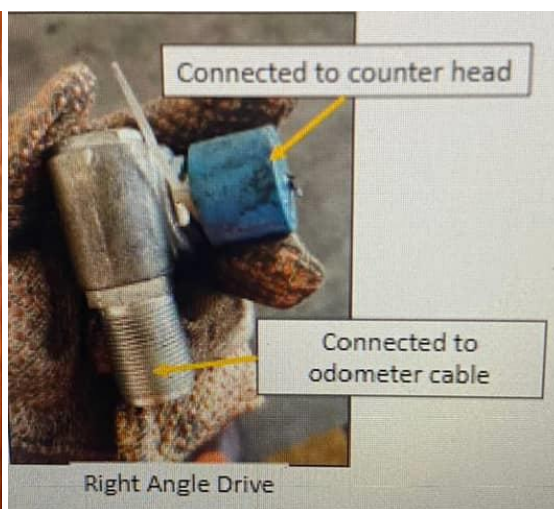 Connected to counter head
Connected to
odometer cable
Right Angle Drive